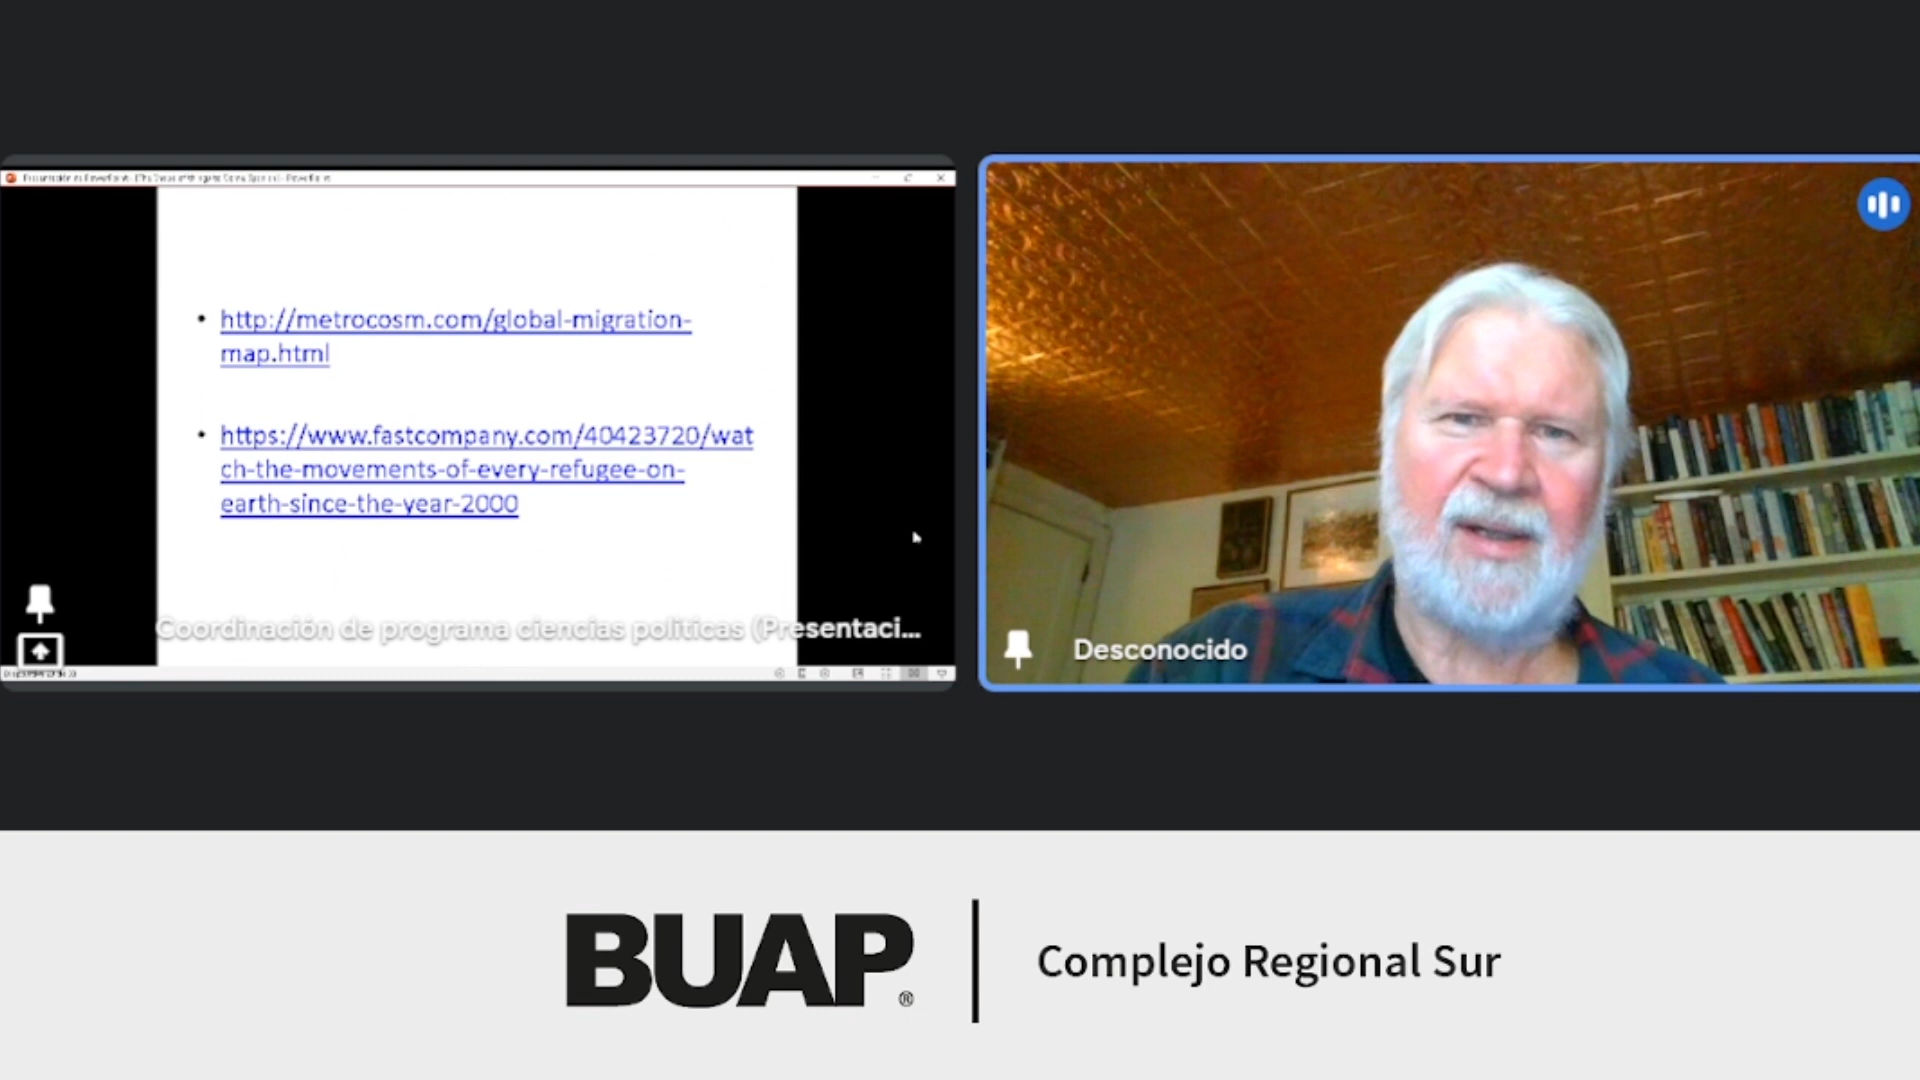 http://metrocosm.com/global-migration-
map.html
https://www.fastcompany.com/40423720/wat
ch-the-movements-of-every-refugee-on-
earth-since-the-year-2000
Coordinación de programa ciencias políticas (Presentaci...
Desconocido
BUAP®
Complejo Regional Sur